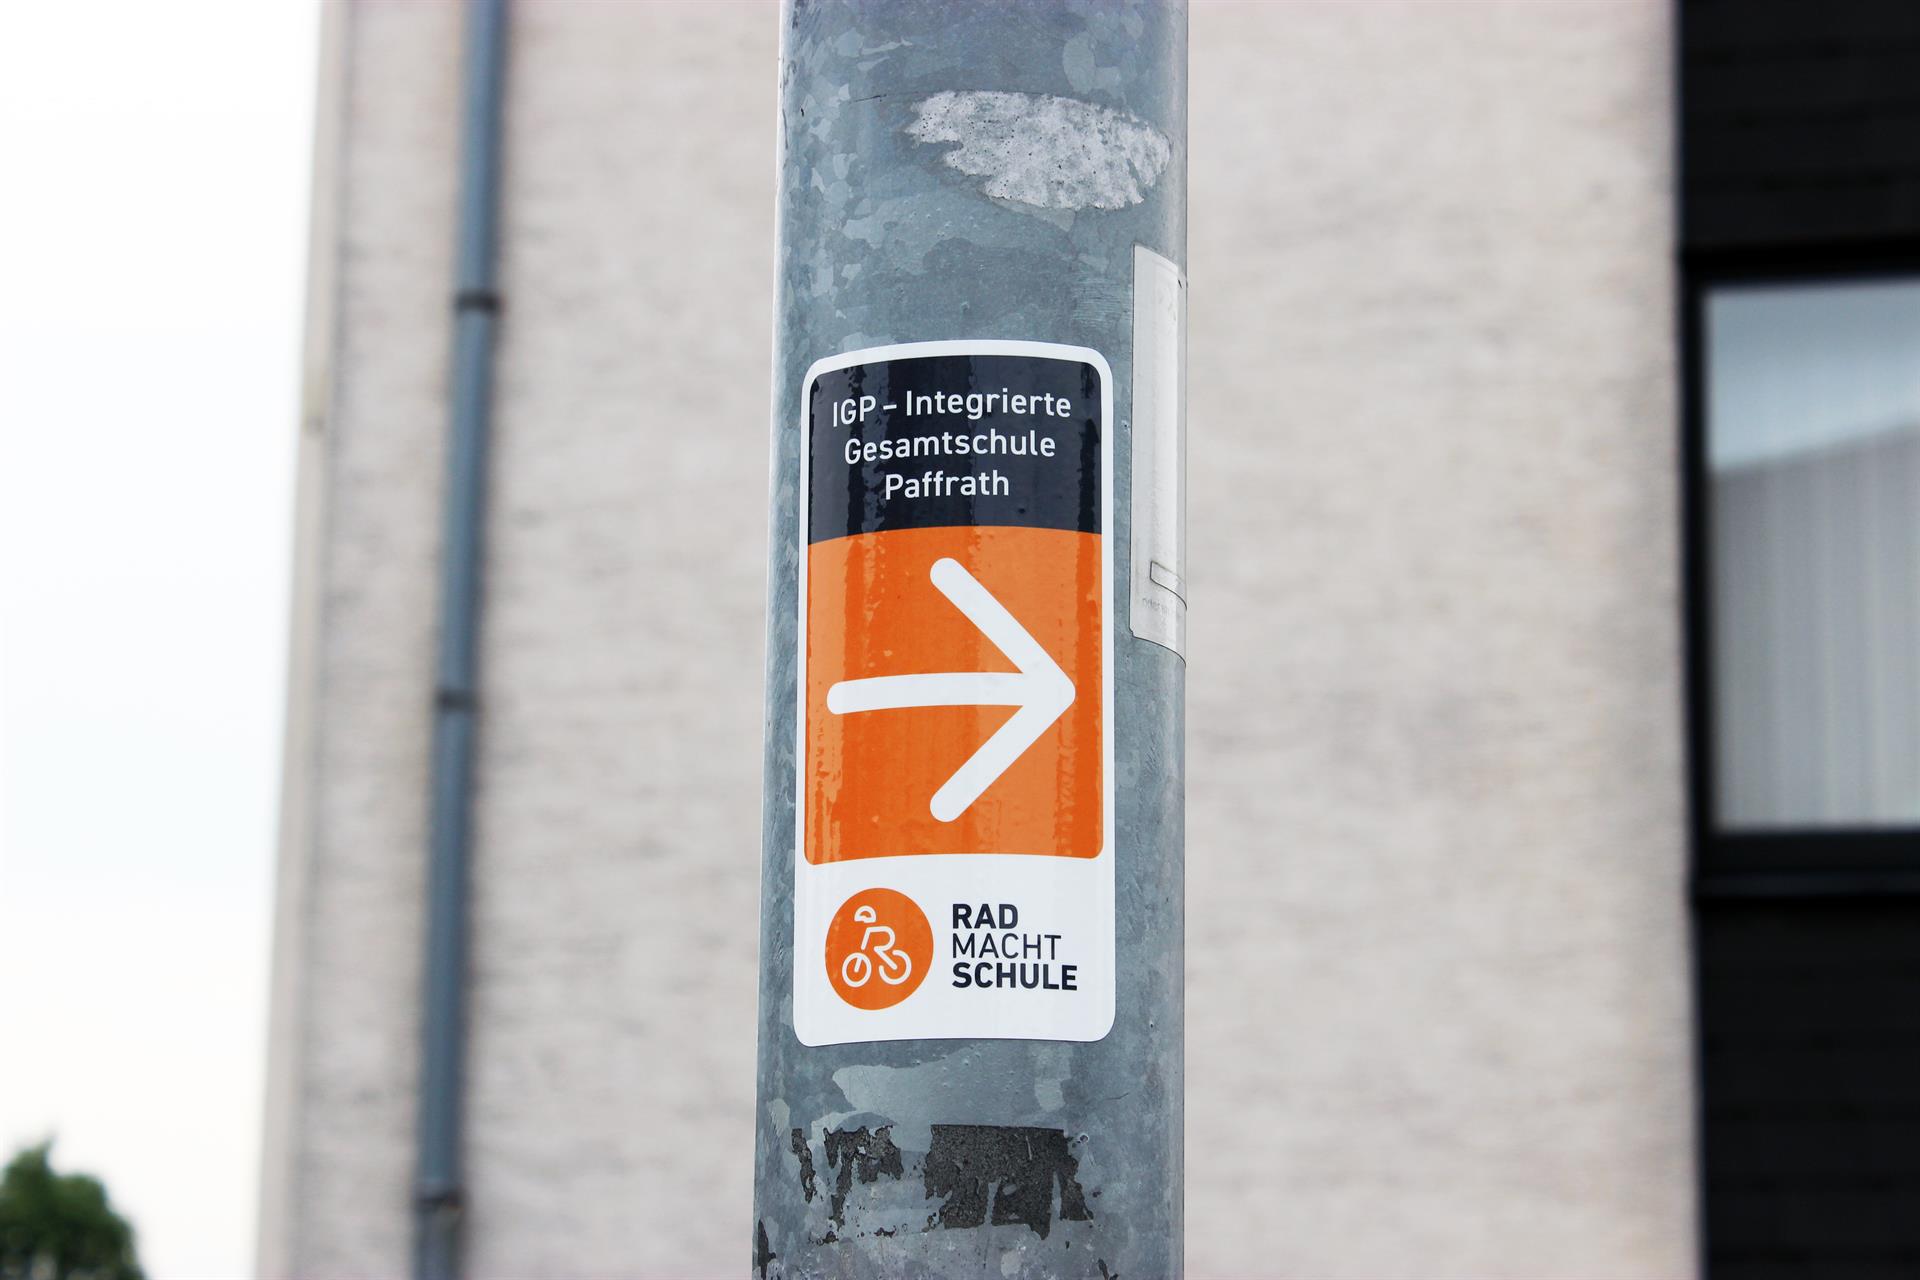 IGP – Integrierte
Gesamtschule
Paffrath
RAD
MACHT
SCHULE